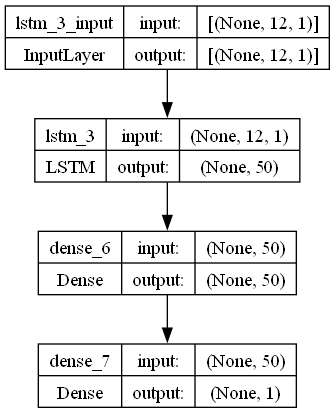 lstm_3_input input: [(None, 12, 1)]
InputLayer output: [(None, 12, 1)]
lstm_3 input: (None, 12, 1)
LSTM output: (None, 50)
dense_6 input: (None, 50)
Dense output: (None, 50)
dense_7 input: (None, 50)
Dense output: (None, 1)